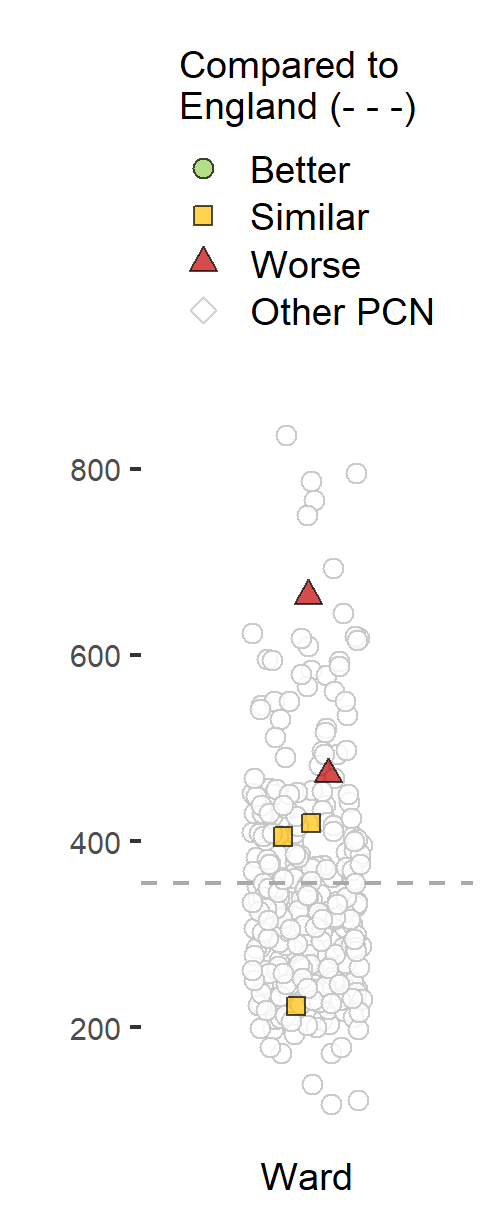 Compared to
England (- - -)
Better
Similar
Worse
Other PCN
800
600
400
200
Ward